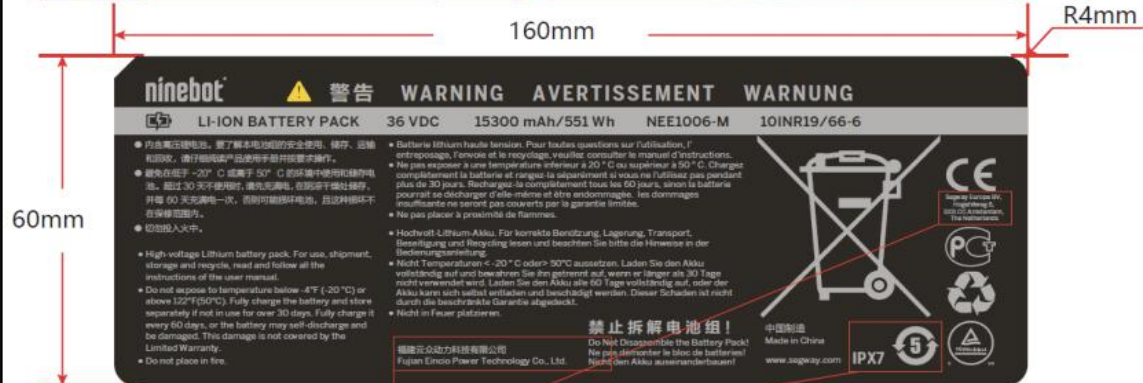 160mm
R4mm
60mm
ninebot
警告 WARNING AVERTISSEMENT WARNUNG
LI-ION BATTERY PACK 36 VDC 15300 mAh/551 Wh NEE1006-M 10INR19/66-6
● 内含高压锂电池。要了解本电池组的安全使用、储存、运输
和回收，请仔细阅读产品使用手册并按要求操作。
● 避免在低于 -20° C 或高于 50° C 的环境中使用和储存电
池。超过 30 天不使用时，请先充满电，在阴凉干燥处储存，
并每 60 天充满电一次，否则可能损坏电池，且这种损坏不
在保修范围内。
● 切勿投入火中。
• High-voltage Lithium battery pack. For use, shipment,
storage and recycle, read and follow all the
instructions of the user manual.
• Do not expose to temperature below -4°F (-20 °C) or
above 122°F(50°C). Fully charge the battery and store
separately if not in use for over 30 days. Fully charge it
every 60 days, or the battery may self-discharge and
be damaged. This damage is not covered by the
Limited Warranty.
• Do not place in fire.
• Batterie lithium haute tension. Pour toutes questions sur l'utilisation, l'
entreposage, l'envoie et le recyclage, veuillez consulter le manuel d'instructions.
• Ne pas exposer à une température inférieur à 20 ° C ou supérieur à 50 °C. Chargez
complètement la batterie et rangez-la séparément si vous ne l'utilisez pas pendant
plus de 30 jours. Rechargez-la complètement tous les 60 jours, sinon la batterie
pourrait se décharger d'elle-même et être endommagée. les dommages
insuffisante ne seront pas couverts par la garantie limitée.
• Ne pas placer à proximité de flammes.
• Hochvolt-Lithium-Akku. Für korrekte Benötzung, Lagerung, Transport,
Beseitigung und Recycling lesen und beachten Sie bitte die Hinweise in der
Bedienungsanleitung.
• Nicht Temperaturen < -20 ° C oder> 50°C aussetzen. Laden Sie den Akku
vollständig auf und bewahren Sie ihn getrennt auf, wenn er länger als 30 Tage
nicht verwendet wird. Laden Sie den Akku alle 60 Tage vollständig auf, oder der
Akku kann sich selbst entladen und beschädigt werden. Dieser Schaden ist nicht
durch die beschränkte Garantie abgedeckt.
• Nicht in Feuer platzieren.
福建云众动力科技有限公司
Fujian Eincio Power Technology Co., Ltd.
禁止拆解电池组！
Do Not Disassemble the Battery Pack!
Ne pas démonter le bloc de batteries!
Nicht den Akku auseinanderbauen!
中国制造
Made in China
www.segway.com
IPX7
5
CE
Segway Europe BV,
Hogehilweg 8,
1101 CC Amsterdam,
The Netherlands
PCT